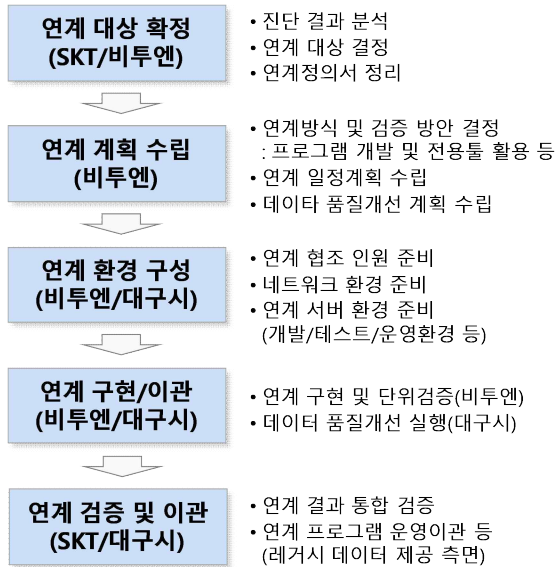 연계 대상 확정
(SKT/비투엔)
• 진단 결과 분석
• 연계 대상 결정
• 연계정의서 정리
연계 계획 수립
(비투엔)
• 연계방식 및 검증 방안 결정
: 프로그램 개발 및 전용툴 활용 등
• 연계 일정계획 수립
• 데이타 품질개선 계획 수립
연계 환경 구성
(비투엔/대구시)
• 연계 협조 인원 준비
• 네트워크 환경 준비
• 연계 서버 환경 준비
(개발/테스트/운영환경 등)
연계 구현/이관
(비투엔/대구시)
• 연계 구현 및 단위검증(비투엔)
• 데이터 품질개선 실행(대구시)
연계 검증 및 이관
(SKT/대구시)
• 연계 결과 통합 검증
• 연계 프로그램 운영이관 등
(레거시 데이터 제공 측면)